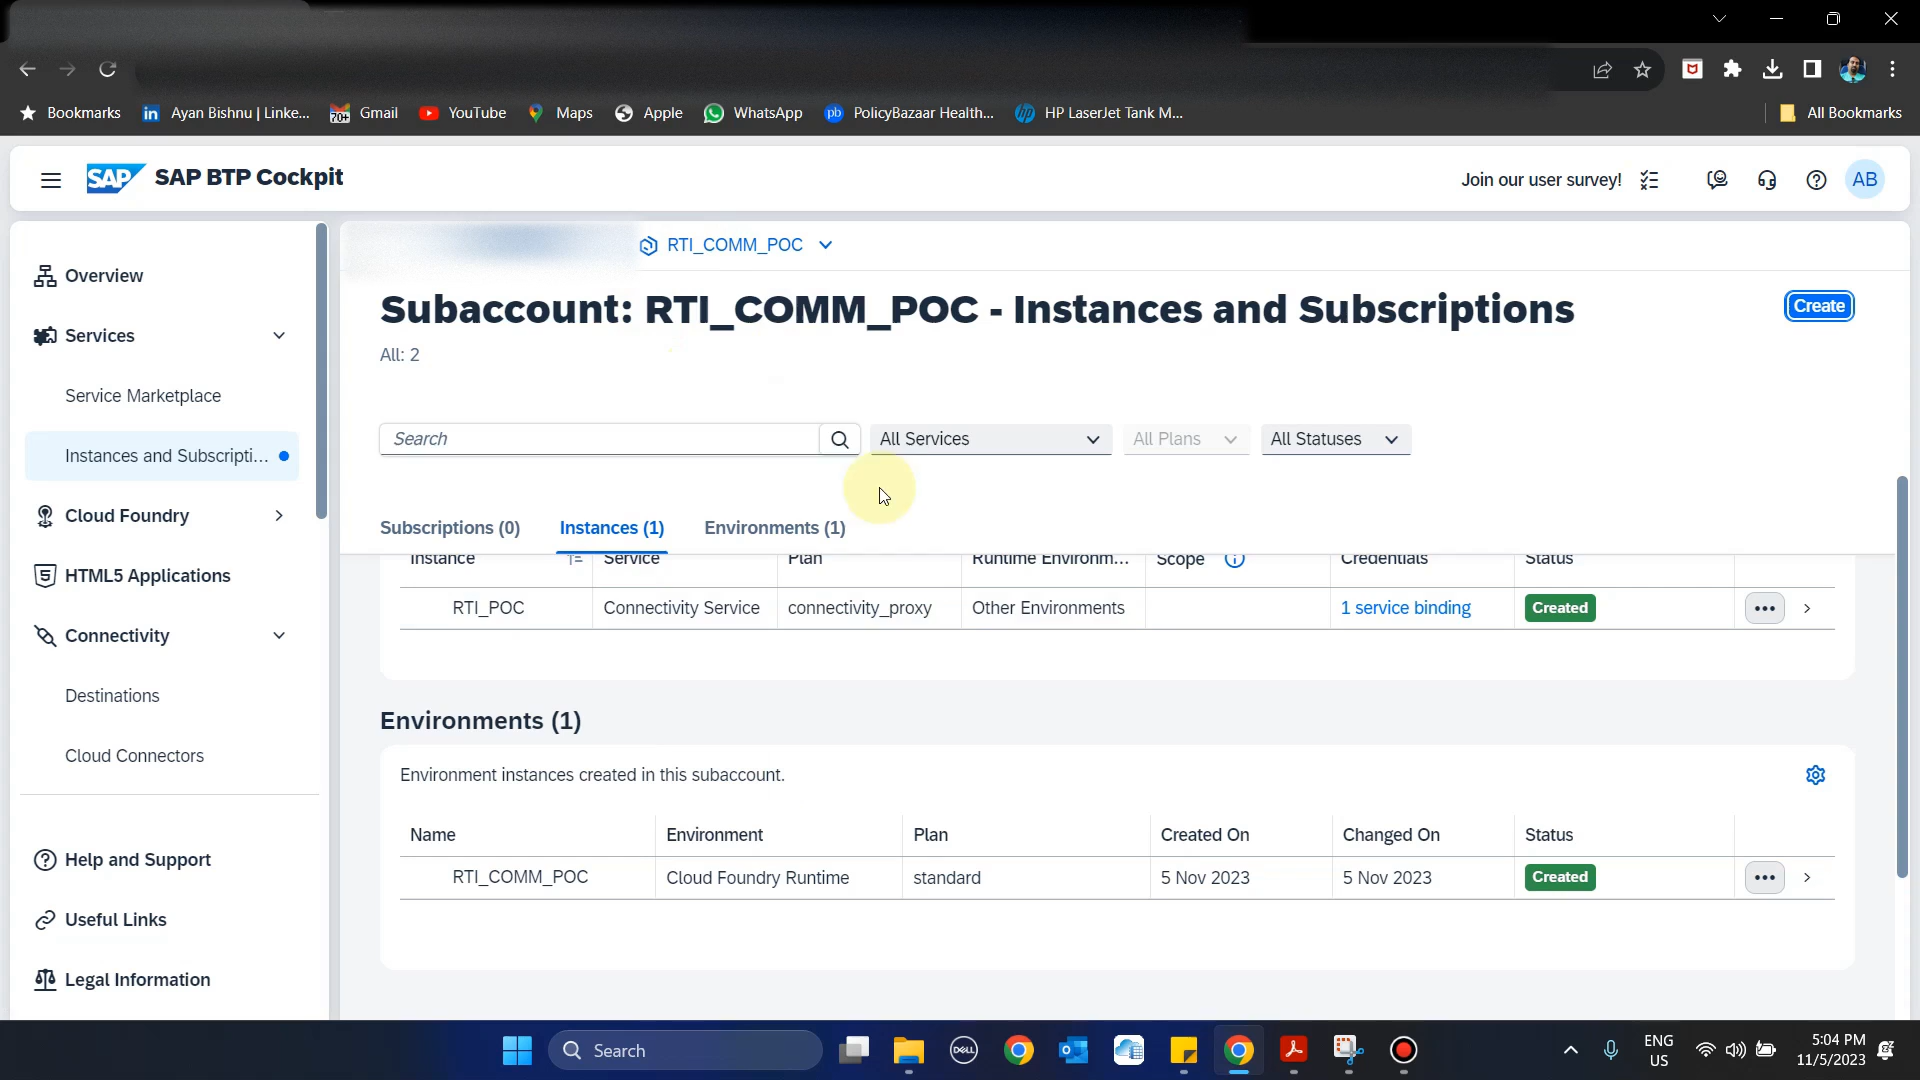 Bookmarks
Ayan Bishnu | Linke...
70+
Gmail
YouTube
Maps
Apple
WhatsApp
pb
PolicyBazaar Health...
hp
HP LaserJet Tank M...
All Bookmarks
SAP
SAP BTP Cockpit
Join our user survey!
AB
Overview
Services
Service Marketplace
Instances and Subscripti...
Cloud Foundry
HTML5 Applications
Connectivity
Destinations
Cloud Connectors
Help and Support
Useful Links
Legal Information
RTI_COMM_POC
Subaccount: RTI_COMM_POC - Instances and Subscriptions
Create
All: 2
Search
All Services
All Plans
All Statuses
Subscriptions (0)
Instances (1)
Environments (1)
Instance
Service
Plan
Runtime Environm...
Scope
Credentials
Status
RTI_POC
Connectivity Service
connectivity_proxy
Other Environments
1 service binding
Created
Environments (1)
Environment instances created in this subaccount.
Name
Environment
Plan
Created On
Changed On
Status
RTI_COMM_POC
Cloud Foundry Runtime
standard
5 Nov 2023
5 Nov 2023
Created
Search
DELL
ENG
US
5:04 PM
11/5/2023